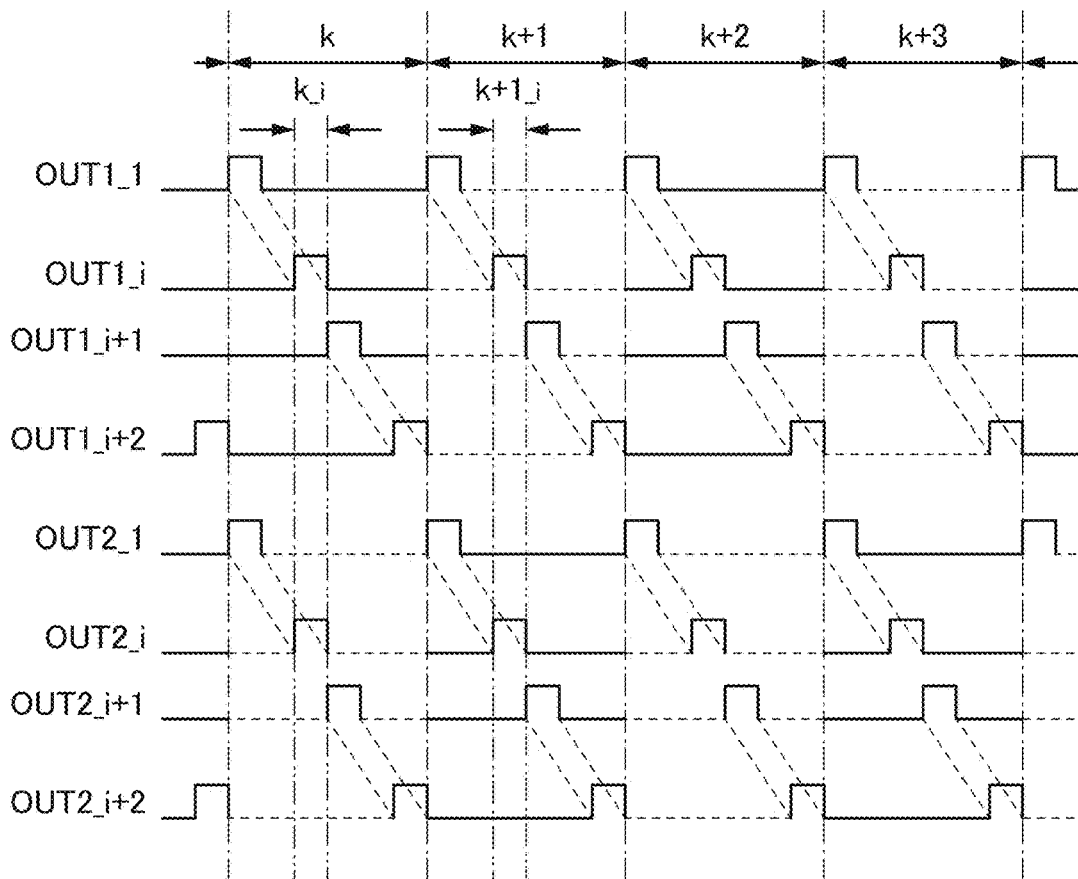 k k+1 k+2 k+3
k_i k+1_i
OUT1_1
OUT1_i
OUT1_i+1
OUT1_i+2
OUT2_1
OUT2_i
OUT2_i+1
OUT2_i+2